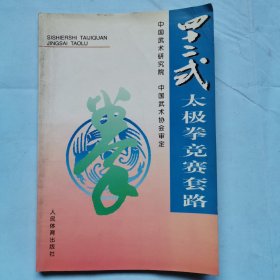 SISHIERSHI TAIJIQUAN
JINGSAI TAOLU
四十二式
太极拳竞赛套路
中国武术研究院 中国武术协会审定
拳
人民体育出版社